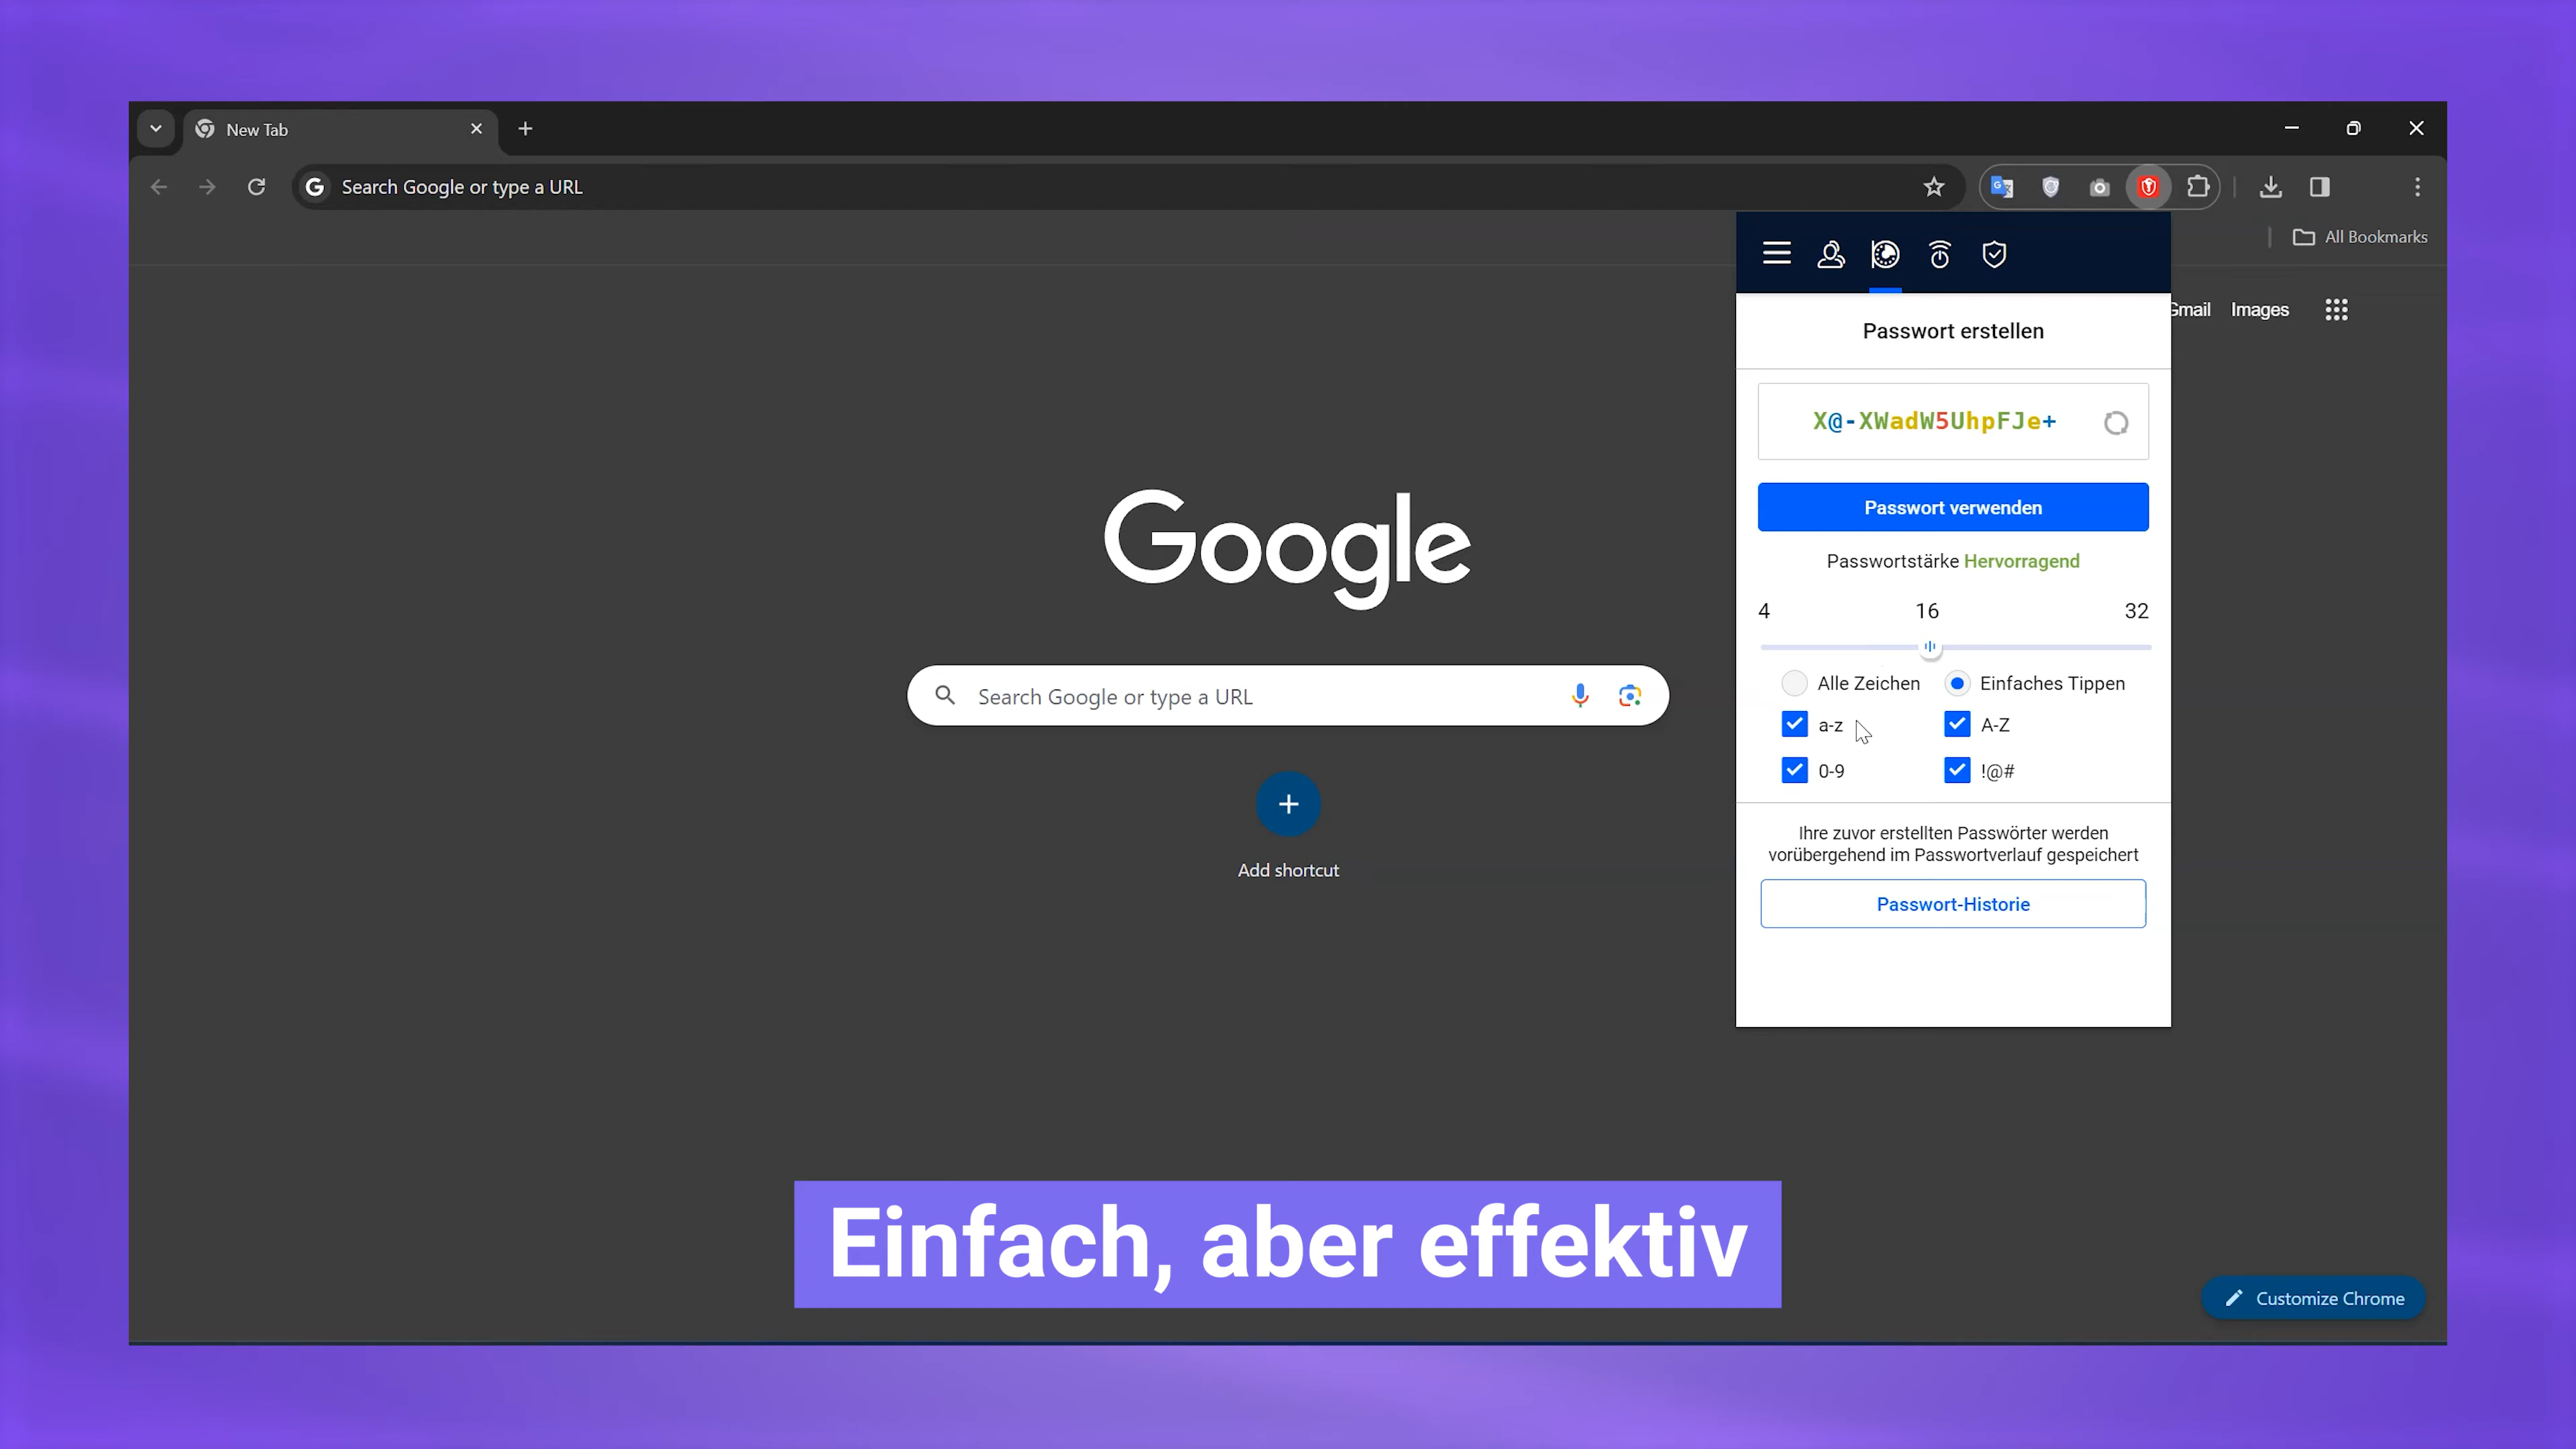 New Tab
Search Google or type a URL
All Bookmarks
Gmail Images
Passwort erstellen
X@-XWadW5UhpFJe+
Passwort verwenden
Passwortstärke Hervorragend
4 16 32
Alle Zeichen Einfaches Tippen
a-z A-Z
0-9 !@#
Ihre zuvor erstellten Passwörter werden
vorübergehend im Passwortverlauf gespeichert
Passwort-Historie
Google
Search Google or type a URL
Add shortcut
Einfach, aber effektiv
Customize Chrome